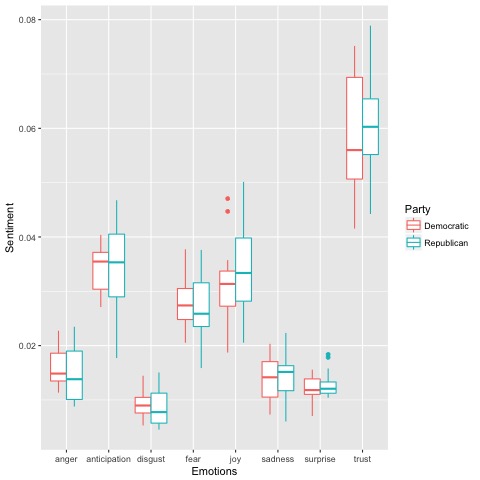 0.08
0.06
0.04
0.02
Sentiment
anger anticipation disgust fear joy sadness surprise trust
Emotions
Party
Democratic
Republican